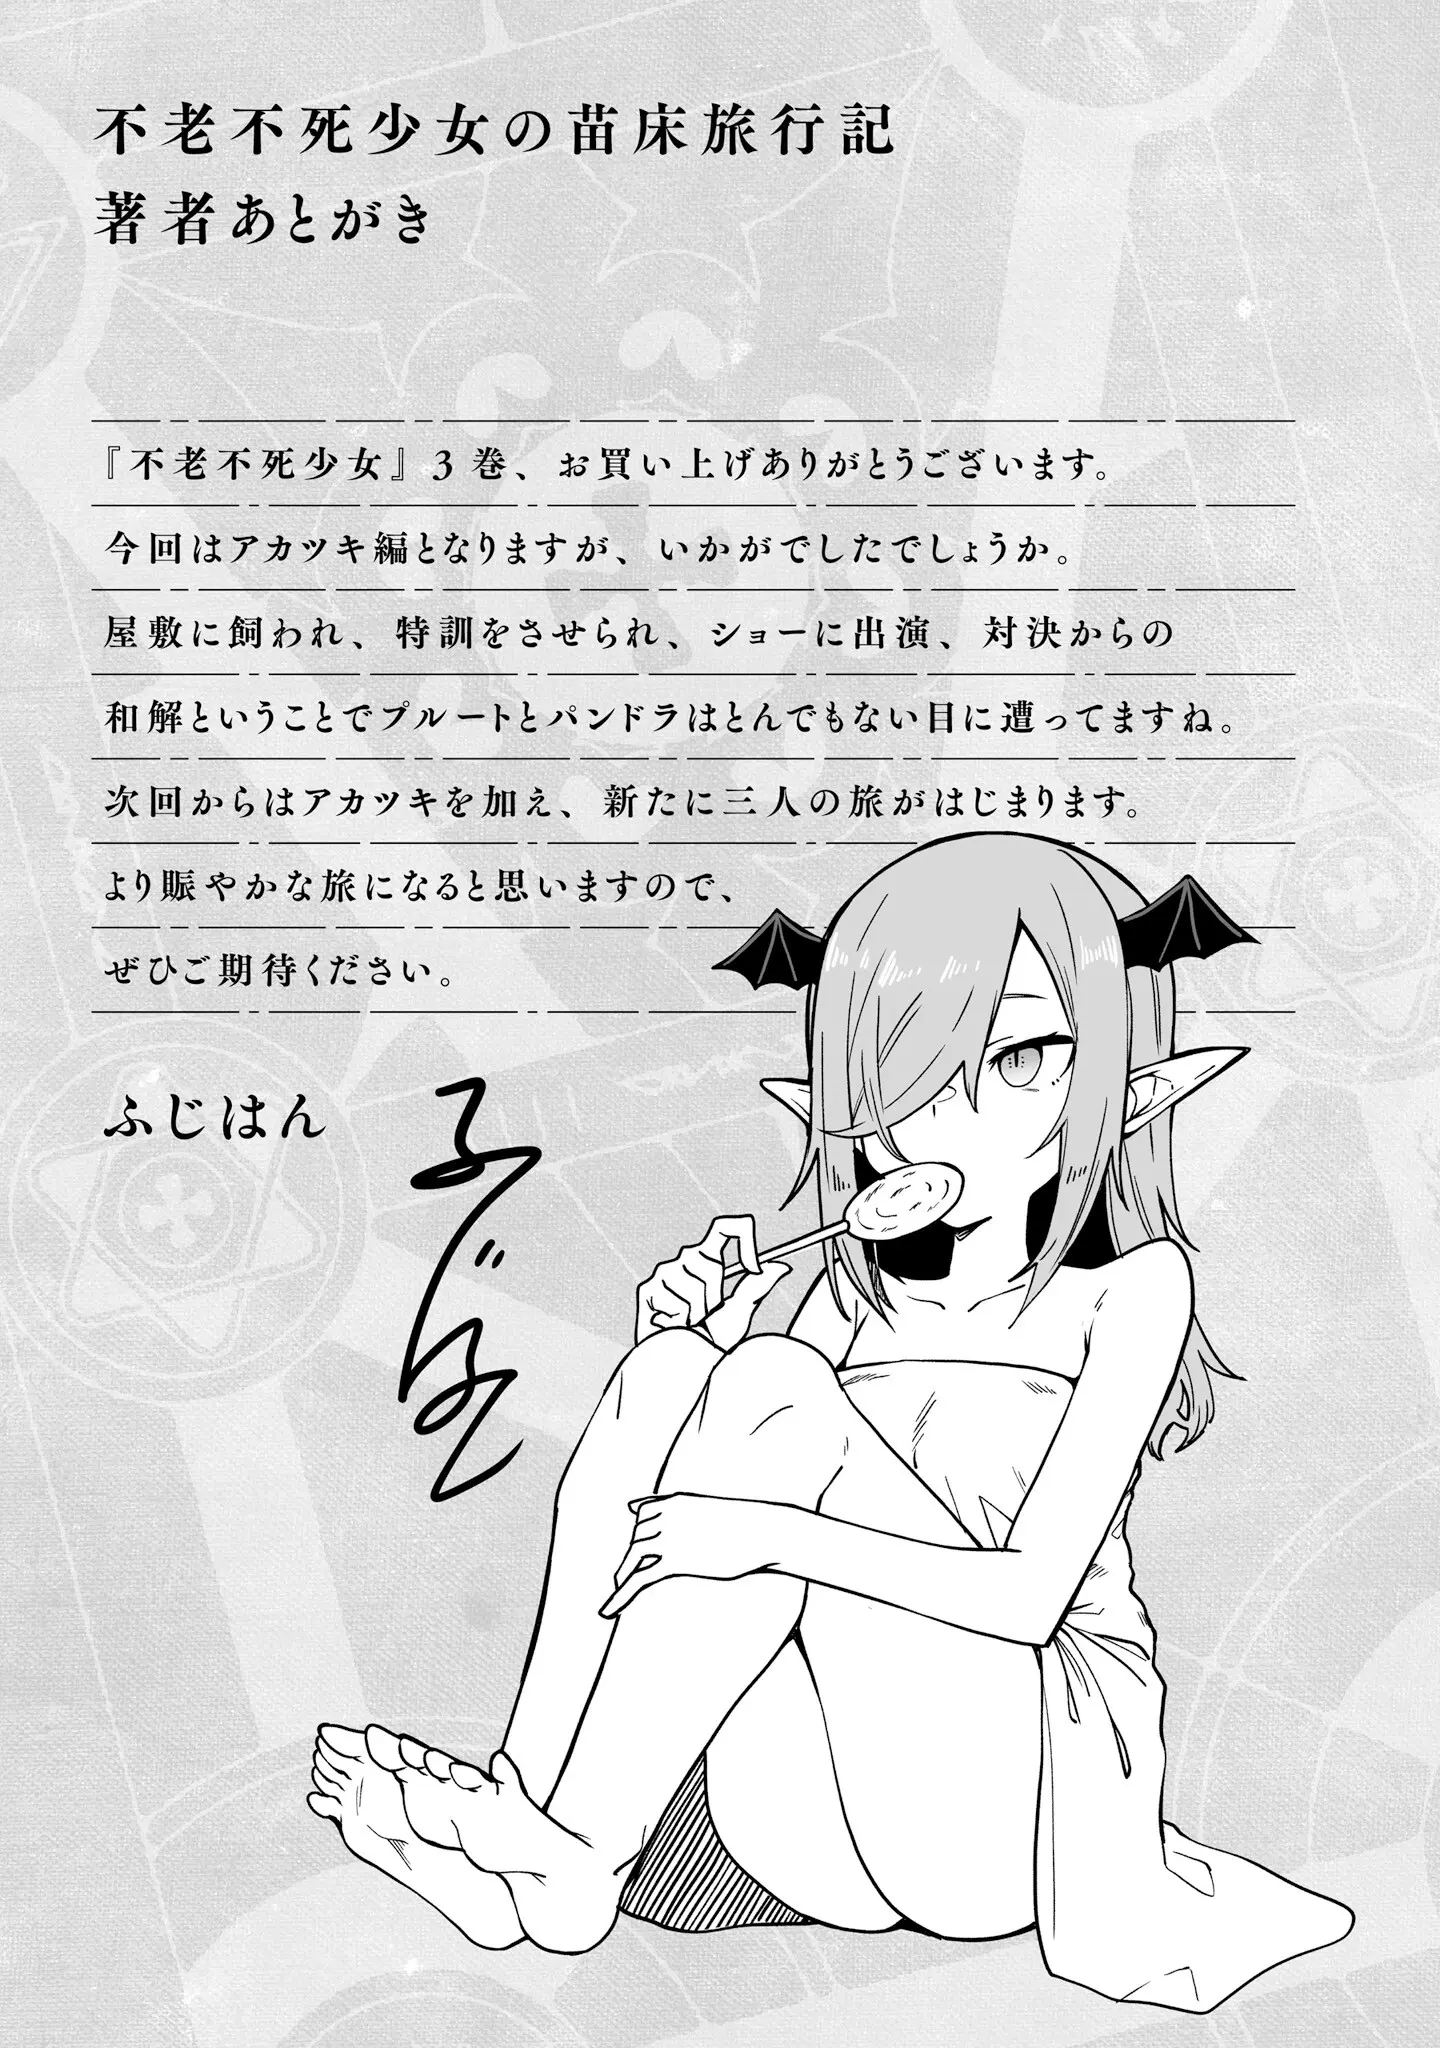 不老不死少女の苗床旅行記
著者あとがき
『不老不死少女』3巻、お買い上げありがとうございます。
今回はアカツキ編となりますが、いかがでしたでしょうか。
屋敷に飼われ、特訓をさせられ、ショーに出演、対決からの
和解ということでプルートとパンドラはとんでもない目に遭ってますね。
次回からはアカツキを加え、新たに三人の旅がはじまります。
より賑やかな旅になると思いますので、
ぜひご期待ください。
ふじはん
ふじはん